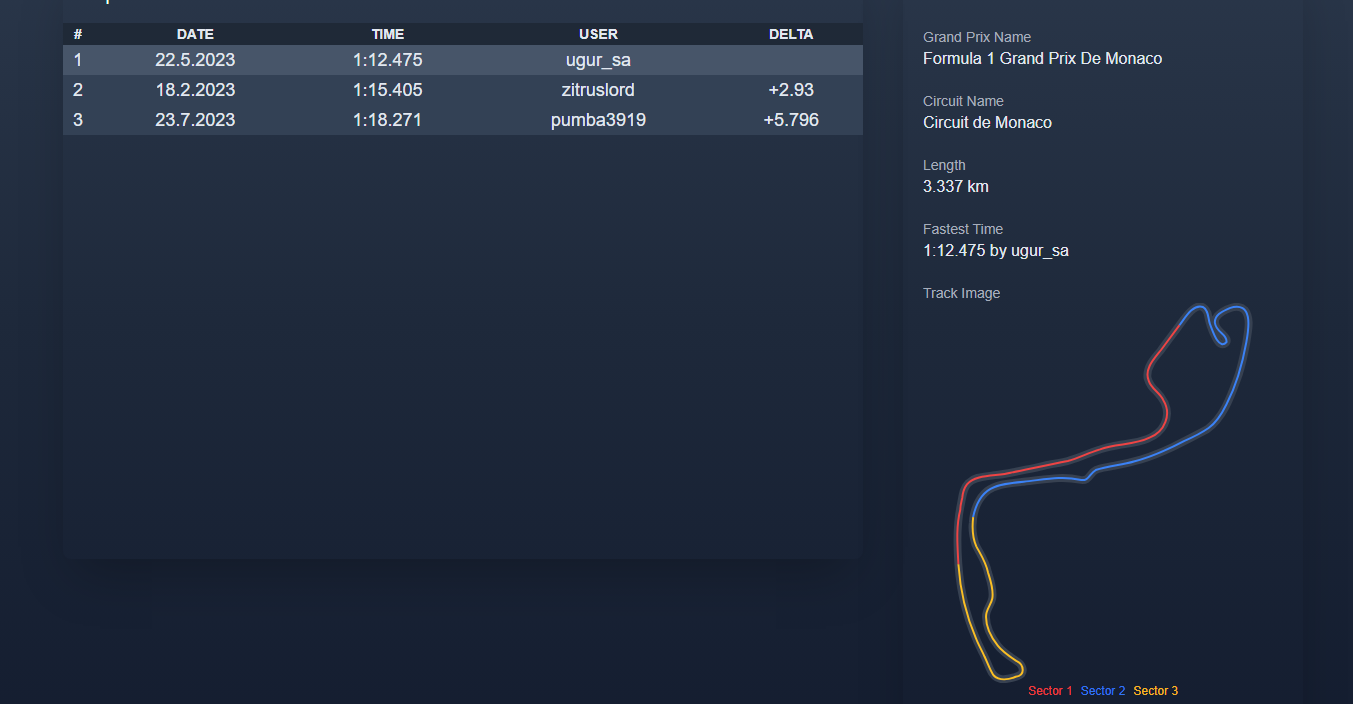 # DATE TIME USER DELTA
1 22.5.2023 1:12.475 ugur_sa
2 18.2.2023 1:15.405 zitruslord +2.93
3 23.7.2023 1:18.271 pumba3919 +5.796
Grand Prix Name
Formula 1 Grand Prix De Monaco
Circuit Name
Circuit de Monaco
Length
3.337 km
Fastest Time
1:12.475 by ugur_sa
Track Image
Sector 1 Sector 2 Sector 3